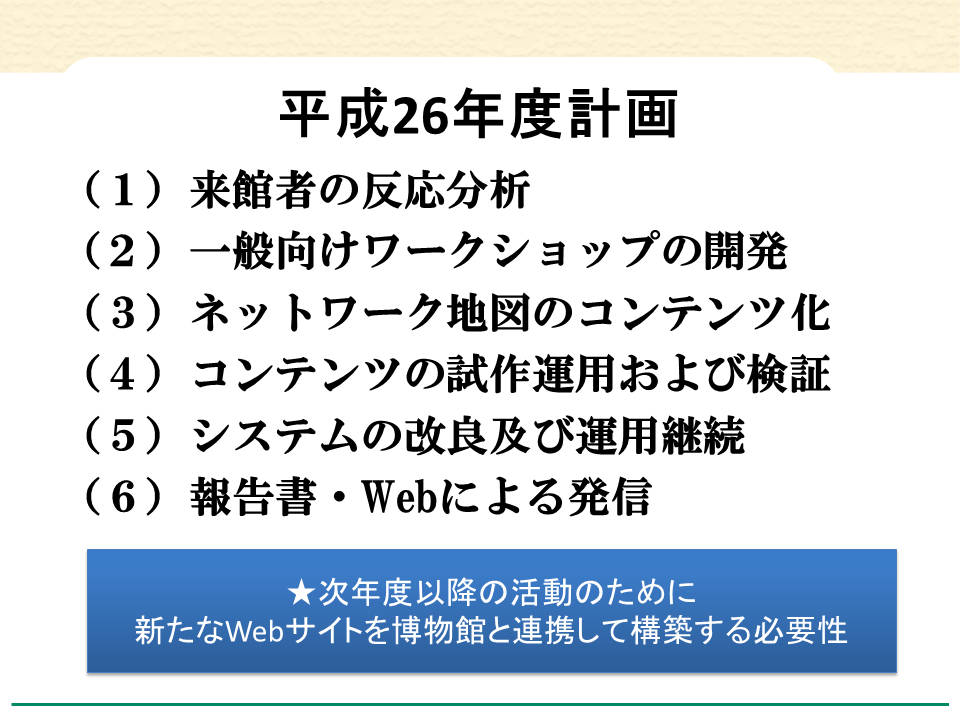 平成26年度計画
（１）来館者の反応分析
（２）一般向けワークショップの開発
（３）ネットワーク地図のコンテンツ化
（４）コンテンツの試作運用および検証
（５）システムの改良及び運用継続
（６）報告書・Webによる発信
★次年度以降の活動のために
新たなWebサイトを博物館と連携して構築する必要性